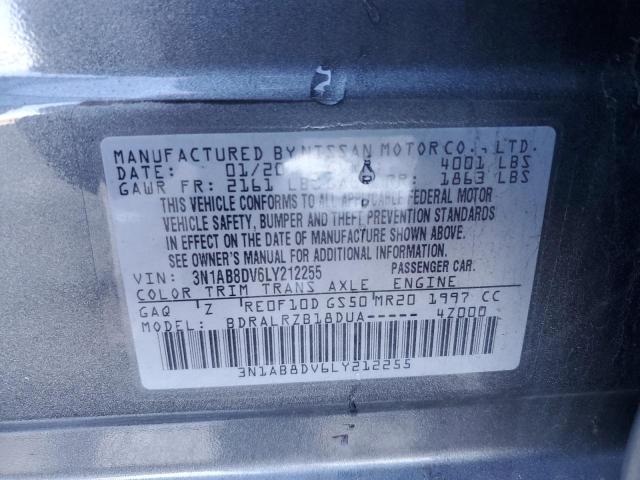 MANUFACTURED BY NISSAN MOTOR CO., LTD.
DATE: 01/20 4001 LBS
GAWR FR: 2161 LBS RR: 1863 LBS
THIS VEHICLE CONFORMS TO ALL APPLICABLE FEDERAL MOTOR
VEHICLE SAFETY, BUMPER AND THEFT PREVENTION STANDARDS
IN EFFECT ON THE DATE OF MANUFACTURE SHOWN ABOVE.
SEE OWNER'S MANUAL FOR ADDITIONAL INFORMATION.
VIN: 3N1AB8DV6LY212255 PASSENGER CAR.
COLOR TRIM TRANS AXLE ENGINE
GAQ Z RE0F10D GS50 MR20 1997 CC
MODEL: BDRALRZB18DUA----- 4Z000
3N1AB8DV6LY212255